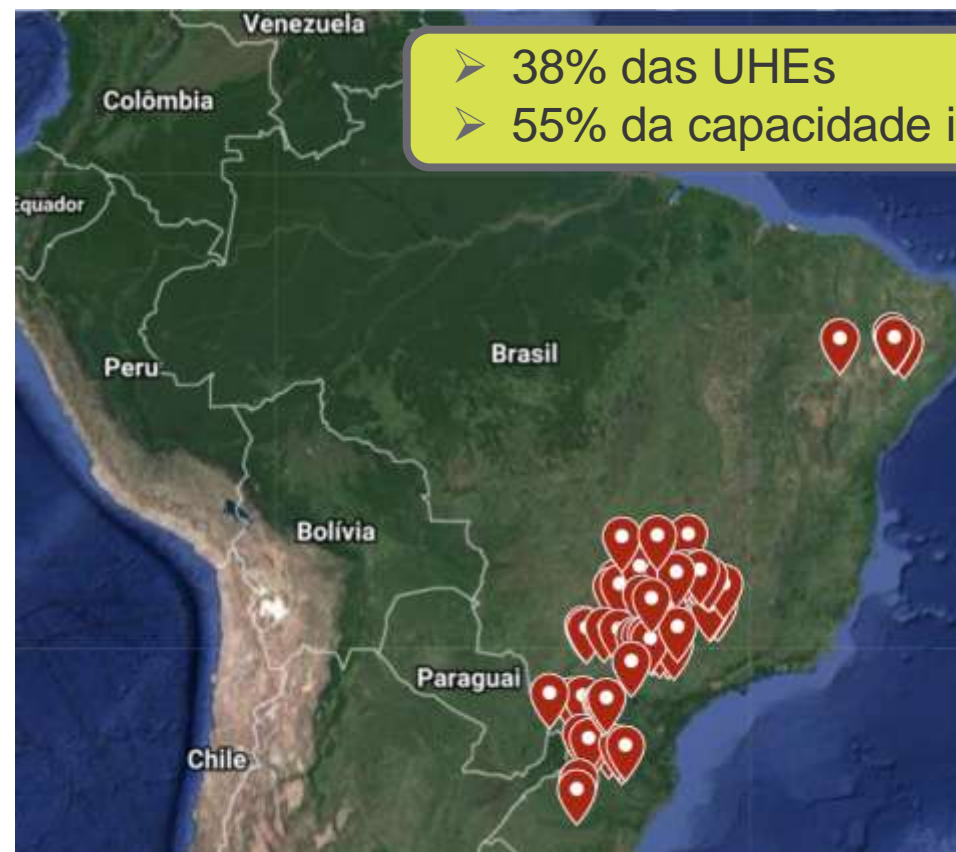 Venezuela
➢ 38% das UHEs
Colômbia
➢ 55% da capacidade i
Equador
Peru
Brasil
Bolívia
Paraguai
Chile